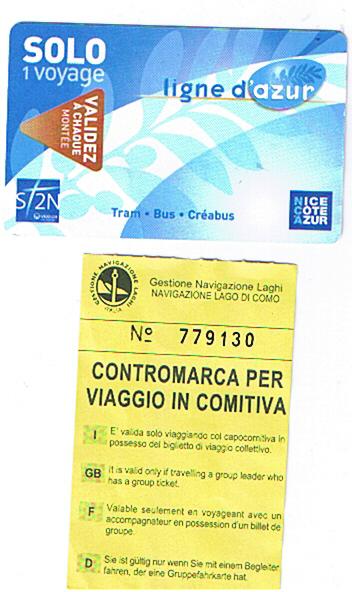 SOLO
1 voyage
ligne d'azur
VALIDEZ
À CHAQUE
MONTÉE
ST2N
Tram • Bus • Créabus
NICE
CÔTE
D'AZUR
GESTIONE NAVIGAZIONE LAGHI
ITALIA
Gestione Navigazione Laghi
NAVIGAZIONE LAGO DI COMO
Nº 779130
CONTROMARCA PER
VIAGGIO IN COMITIVA
I E' valida solo viaggiando col capocomitiva in
possesso del biglietto di viaggio collettivo.
GB It is valid only if travelling a group leader who
has a group ticket.
F Valable seulement en voyageant avec un
accompagnateur en possession d'un billet de
groupe.
D Sie ist gültig nur wenn Sie mit einem Begleiter
fahren, der eine Gruppefahrkarte hat.